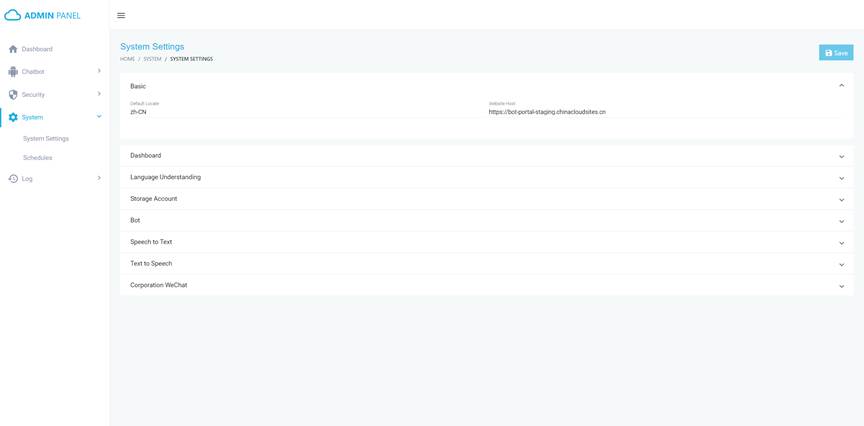 ADMIN PANEL
Dashboard
Chatbot
Security
System
System Settings
Schedules
Log
System Settings
HOME / SYSTEM / SYSTEM SETTINGS
Save
Basic
Default Locale
zh-CN
Website Host
https://bot-portal-staging.chinacloudsites.cn
Dashboard
Language Understanding
Storage Account
Bot
Speech to Text
Text to Speech
Corporation WeChat